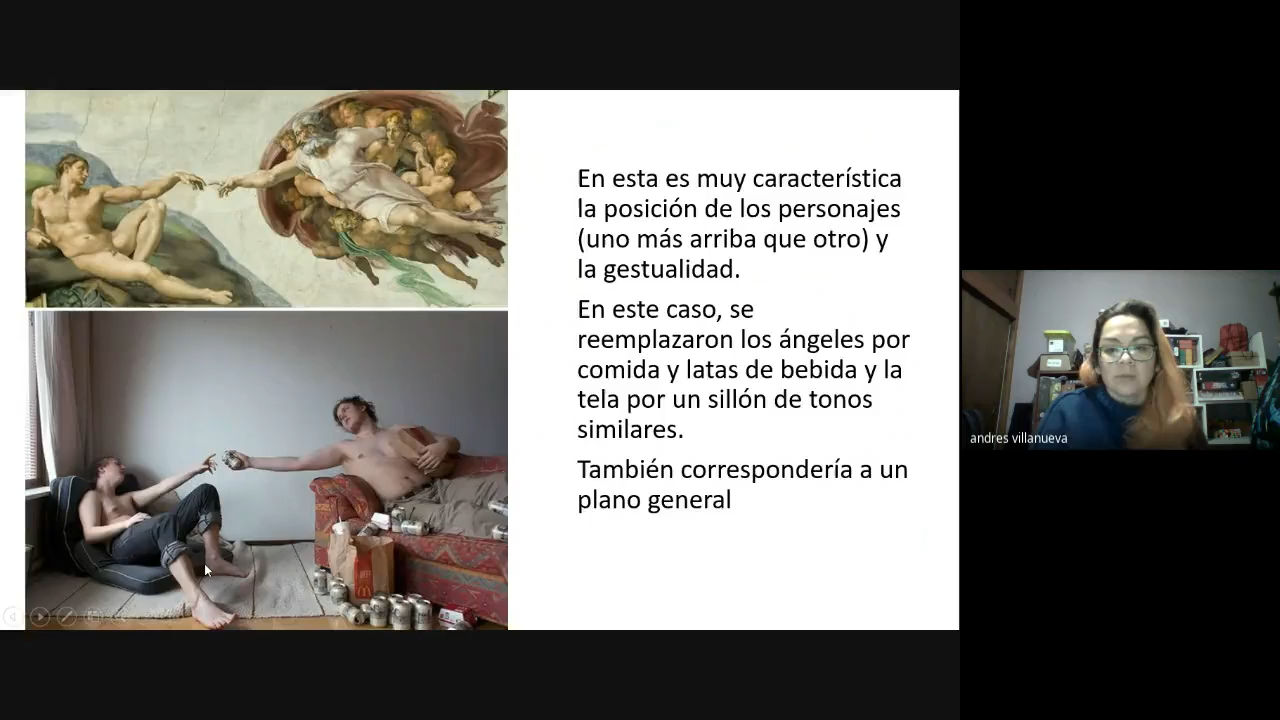 En esta es muy característica
la posición de los personajes
(uno más arriba que otro) y
la gestualidad.
En este caso, se
reemplazaron los ángeles por
comida y latas de bebida y la
tela por un sillón de tonos
similares.
También correspondería a un
plano general
andres villanueva